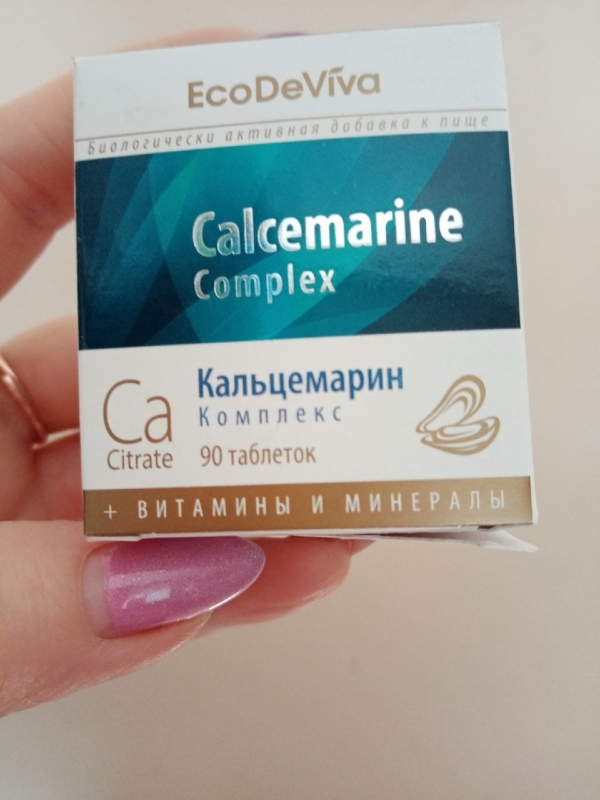 EcoDeViva
Биологически активная добавка к пище
Calcemarine
Complex
Ca
Citrate
Кальцемарин
Комплекс
90 таблеток
+ ВИТАМИНЫ И МИНЕРАЛЫ